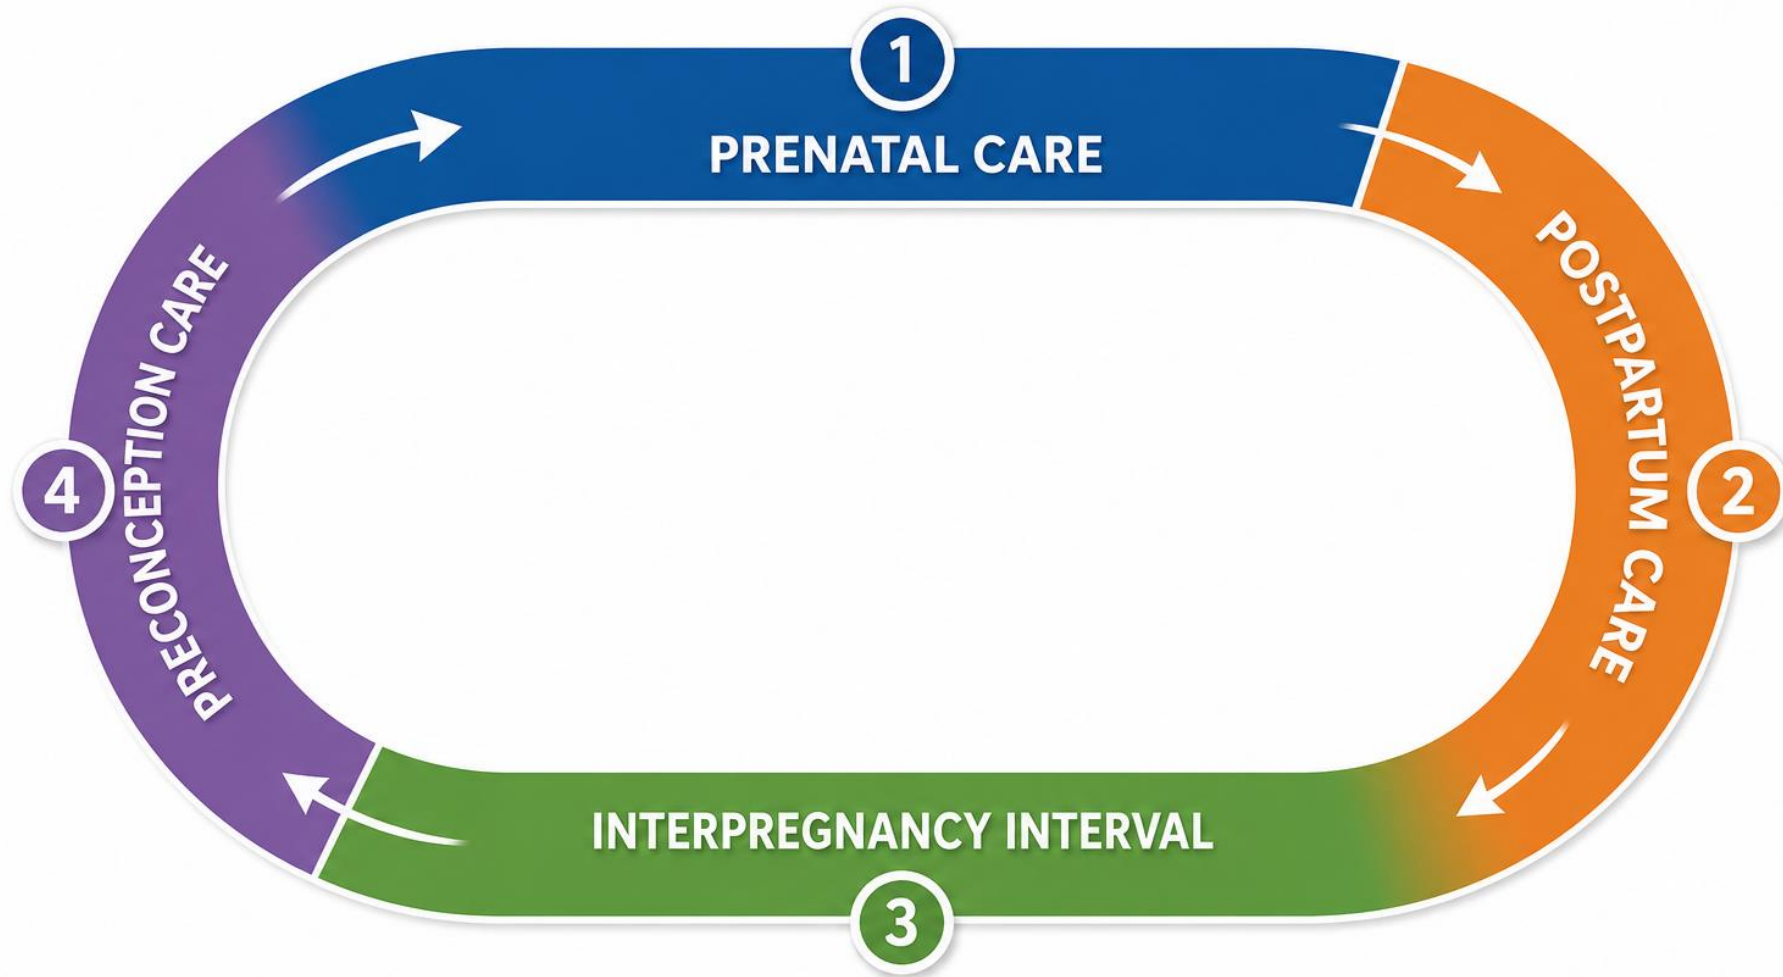 1
PRENATAL CARE
2
POSTPARTUM CARE
3
INTERPREGNANCY INTERVAL
4
PRECONCEPTION CARE